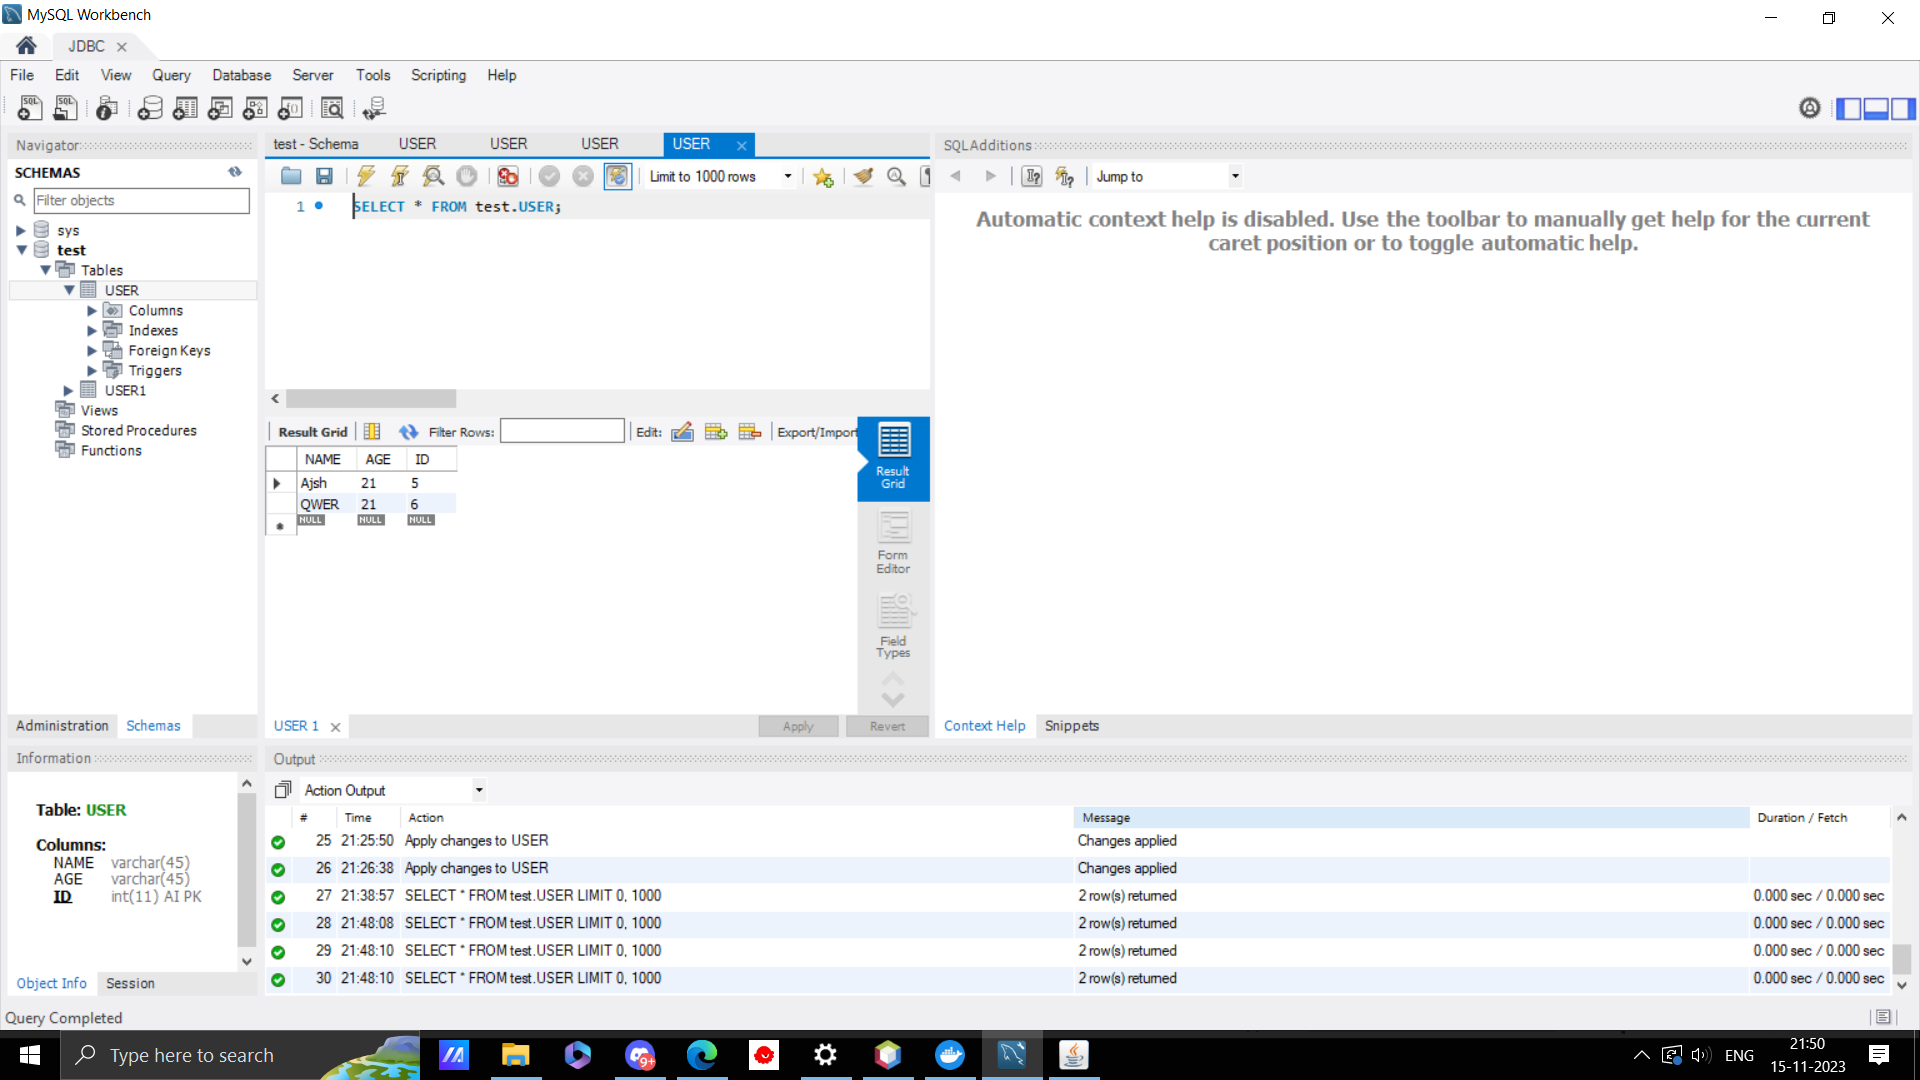 MySQL Workbench
JDBC
File Edit View Query Database Server Tools Scripting Help
Navigator
SCHEMAS
Filter objects
sys
test
Tables
USER
Columns
Indexes
Foreign Keys
Triggers
USER1
Views
Stored Procedures
Functions
Administration Schemas
Information
Table: USER
Columns:
NAME varchar(45)
AGE varchar(45)
ID int(11) AI PK
Object Info Session
test - Schema USER USER USER USER
Limit to 1000 rows
1 SELECT * FROM test.USER;
Result Grid Filter Rows: Edit: Export/Import
NAME AGE ID
Ajsh 21 5
QWER 21 6
NULL NULL NULL
Result Grid
Form Editor
Field Types
USER 1 Apply Revert
SQLAdditions
Jump to
Automatic context help is disabled. Use the toolbar to manually get help for the current
caret position or to toggle automatic help.
Context Help Snippets
Output
Action Output
# Time Action Message Duration / Fetch
25 21:25:50 Apply changes to USER Changes applied
26 21:26:38 Apply changes to USER Changes applied
27 21:38:57 SELECT * FROM test.USER LIMIT 0, 1000 2 row(s) returned 0.000 sec / 0.000 sec
28 21:48:08 SELECT * FROM test.USER LIMIT 0, 1000 2 row(s) returned 0.000 sec / 0.000 sec
29 21:48:10 SELECT * FROM test.USER LIMIT 0, 1000 2 row(s) returned 0.000 sec / 0.000 sec
30 21:48:10 SELECT * FROM test.USER LIMIT 0, 1000 2 row(s) returned 0.000 sec / 0.000 sec
Query Completed
Type here to search
9+
ENG
21:50
15-11-2023